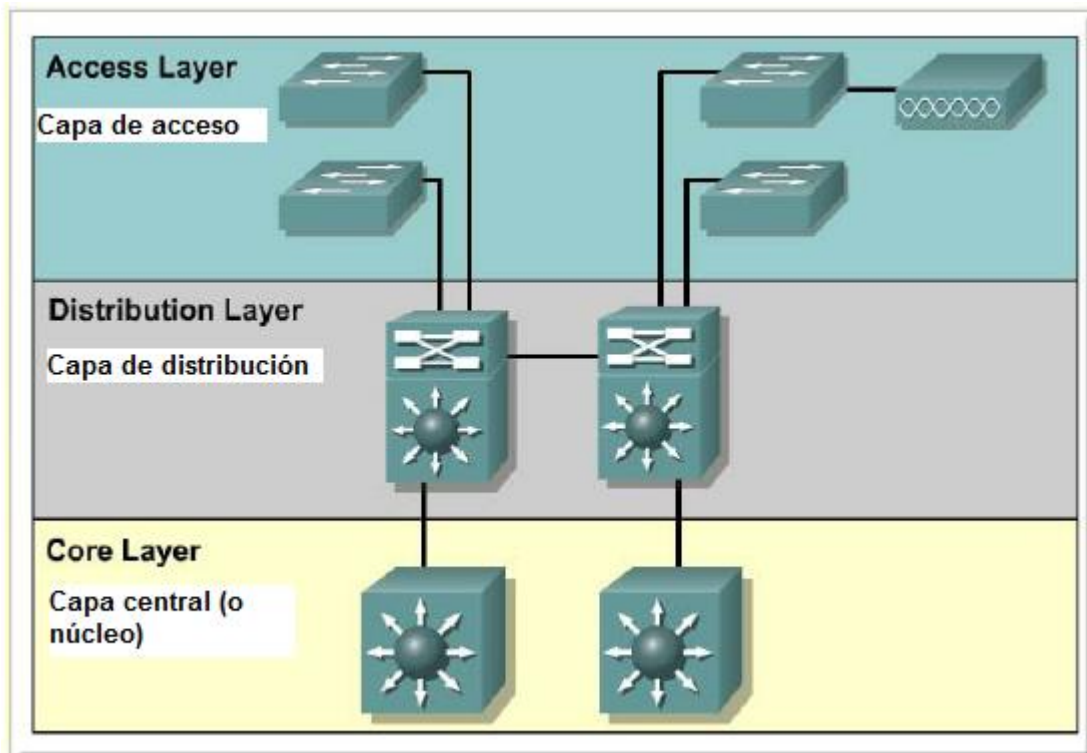 Access Layer
Capa de acceso
Distribution Layer
Capa de distribución
Core Layer
Capa central (o
núcleo)